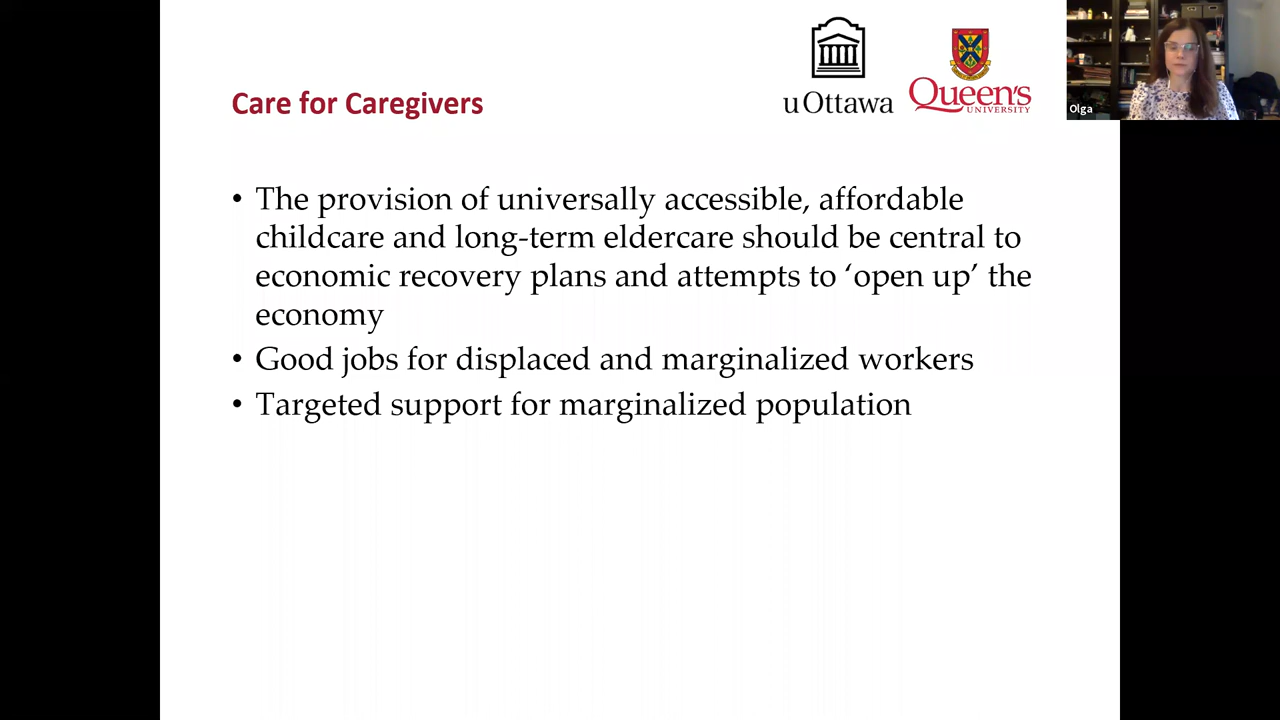 Care for Caregivers
uOttawa
Queen's
UNIVERSITY
Olga
• The provision of universally accessible, affordable
childcare and long-term eldercare should be central to
economic recovery plans and attempts to ‘open up’ the
economy
• Good jobs for displaced and marginalized workers
• Targeted support for marginalized population